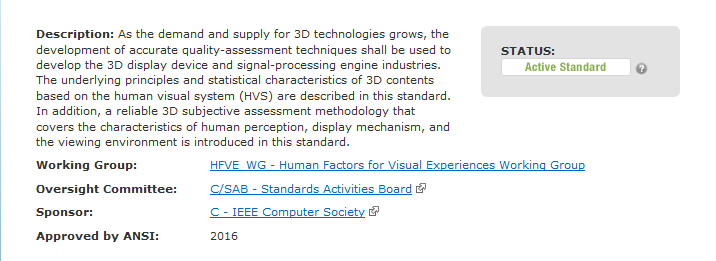 Description: As the demand and supply for 3D technologies grows, the
development of accurate quality-assessment techniques shall be used to
develop the 3D display device and signal-processing engine industries.
The underlying principles and statistical characteristics of 3D contents
based on the human visual system (HVS) are described in this standard.
In addition, a reliable 3D subjective assessment methodology that
covers the characteristics of human perception, display mechanism, and
the viewing environment is introduced in this standard.
STATUS:
Active Standard
?
Working Group: HFVE_WG - Human Factors for Visual Experiences Working Group
Oversight Committee: C/SAB - Standards Activities Board
Sponsor: C - IEEE Computer Society
Approved by ANSI: 2016